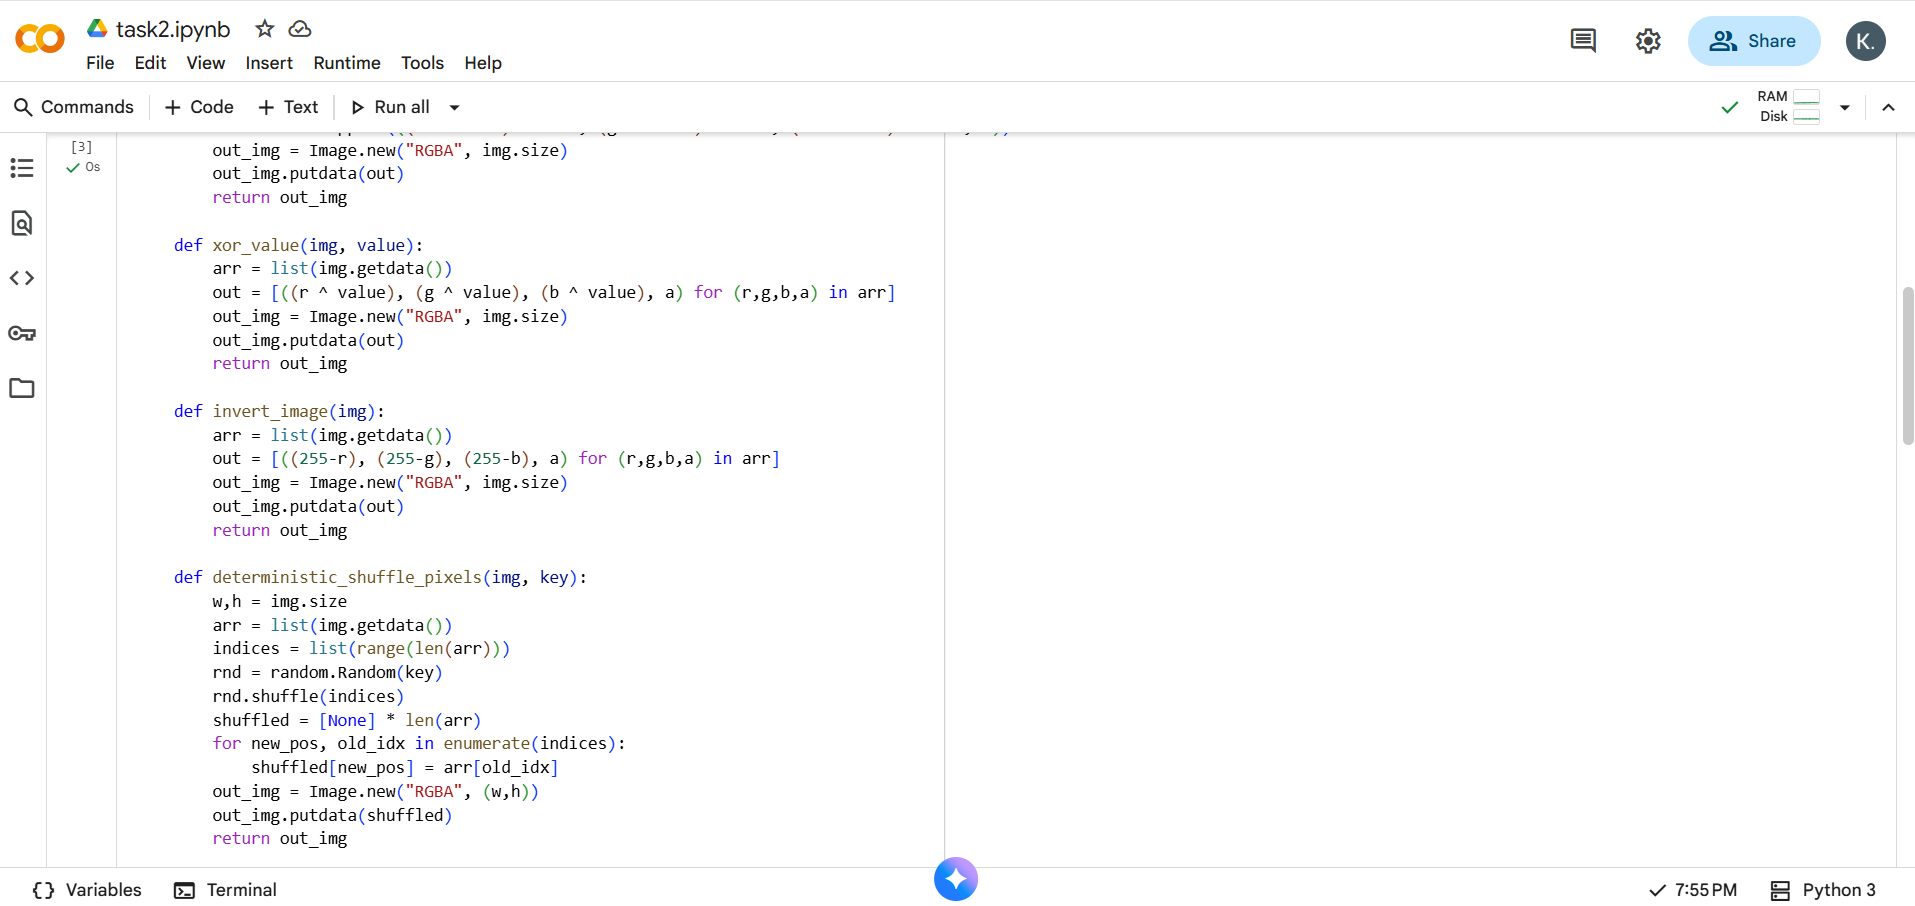 task2.ipynb
File Edit View Insert Runtime Tools Help
Share
K.
Commands + Code + Text Run all
RAM
Disk
[3]
0s
out_img = Image.new("RGBA", img.size)
out_img.putdata(out)
return out_img
def xor_value(img, value):
arr = list(img.getdata())
out = [((r ^ value), (g ^ value), (b ^ value), a) for (r,g,b,a) in arr]
out_img = Image.new("RGBA", img.size)
out_img.putdata(out)
return out_img
def invert_image(img):
arr = list(img.getdata())
out = [((255-r), (255-g), (255-b), a) for (r,g,b,a) in arr]
out_img = Image.new("RGBA", img.size)
out_img.putdata(out)
return out_img
def deterministic_shuffle_pixels(img, key):
w,h = img.size
arr = list(img.getdata())
indices = list(range(len(arr)))
rnd = random.Random(key)
rnd.shuffle(indices)
shuffled = [None] * len(arr)
for new_pos, old_idx in enumerate(indices):
shuffled[new_pos] = arr[old_idx]
out_img = Image.new("RGBA", (w,h))
out_img.putdata(shuffled)
return out_img
Variables Terminal
7:55 PM Python 3